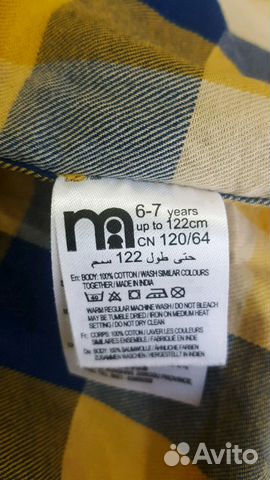 6-7 years
up to 122cm
CN 120/64
حتى طول 122 سم
En: BODY: 100% COTTON / WASH SIMILAR COLOURS
TOGETHER / MADE IN INDIA
40
WARM REGULAR MACHINE WASH / DO NOT BLEACH
MAY BE TUMBLE DRIED / IRON ON MEDIUM HEAT
SETTING / DO NOT DRY CLEAN
Fr: CORPS: 100% COTON / LAVER LES COULEURS
SIMILAIRES ENSEMBLE / FABRIQUÉ EN INDE
De: BODY: 100% BAUMWOLLE / ÄHNLICHE FARBEN
ZUSAMMEN WASCHEN / HERGESTELLT IN INDIEN
Avito